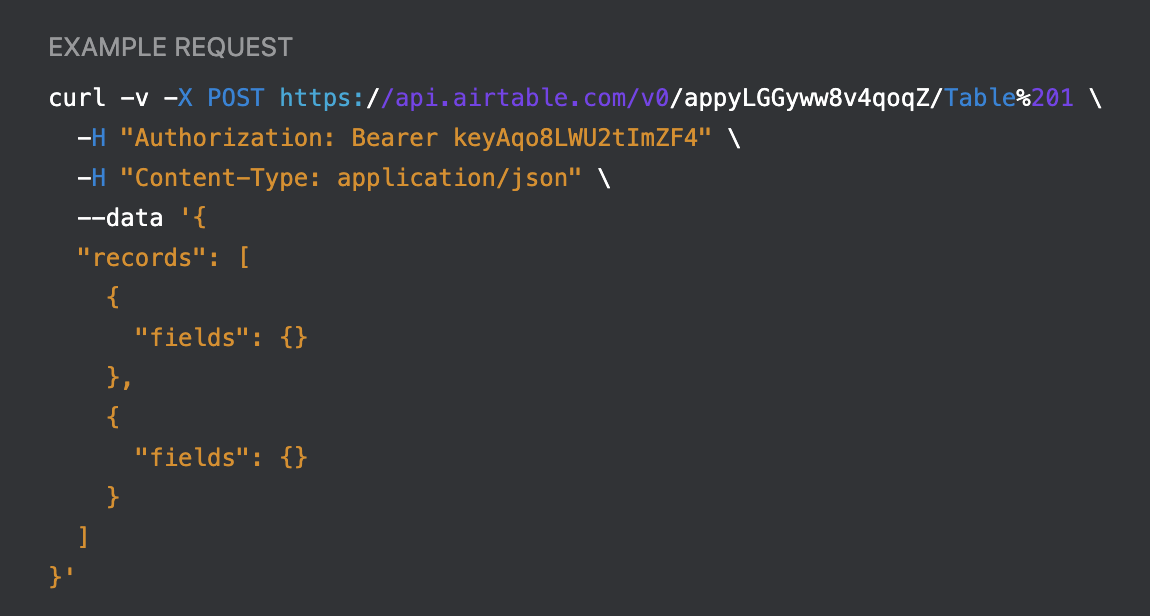 EXAMPLE REQUEST
curl -v -X POST https://api.airtable.com/v0/appyLGGyww8v4qoqZ/Table%201 \
-H "Authorization: Bearer keyAqo8LWU2tImZF4" \
-H "Content-Type: application/json" \
--data '{
"records": [
{
"fields": {}
},
{
"fields": {}
}
]
}'